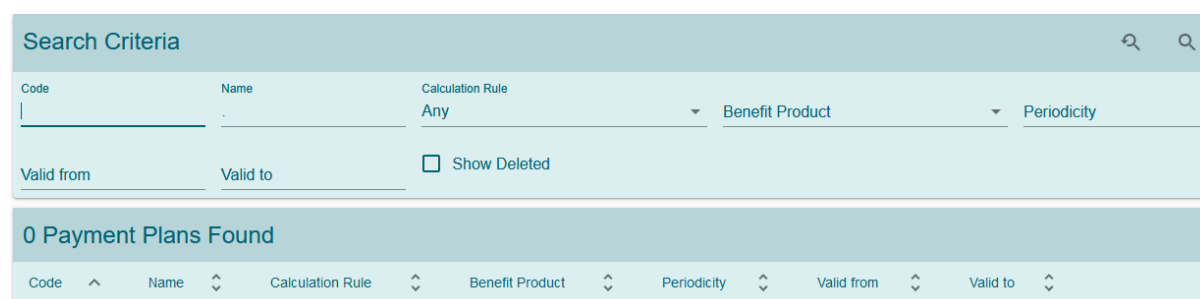 Search Criteria
Code Name Calculation Rule
. Any Benefit Product Periodicity
Valid from Valid to Show Deleted
0 Payment Plans Found
Code Name Calculation Rule Benefit Product Periodicity Valid from Valid to